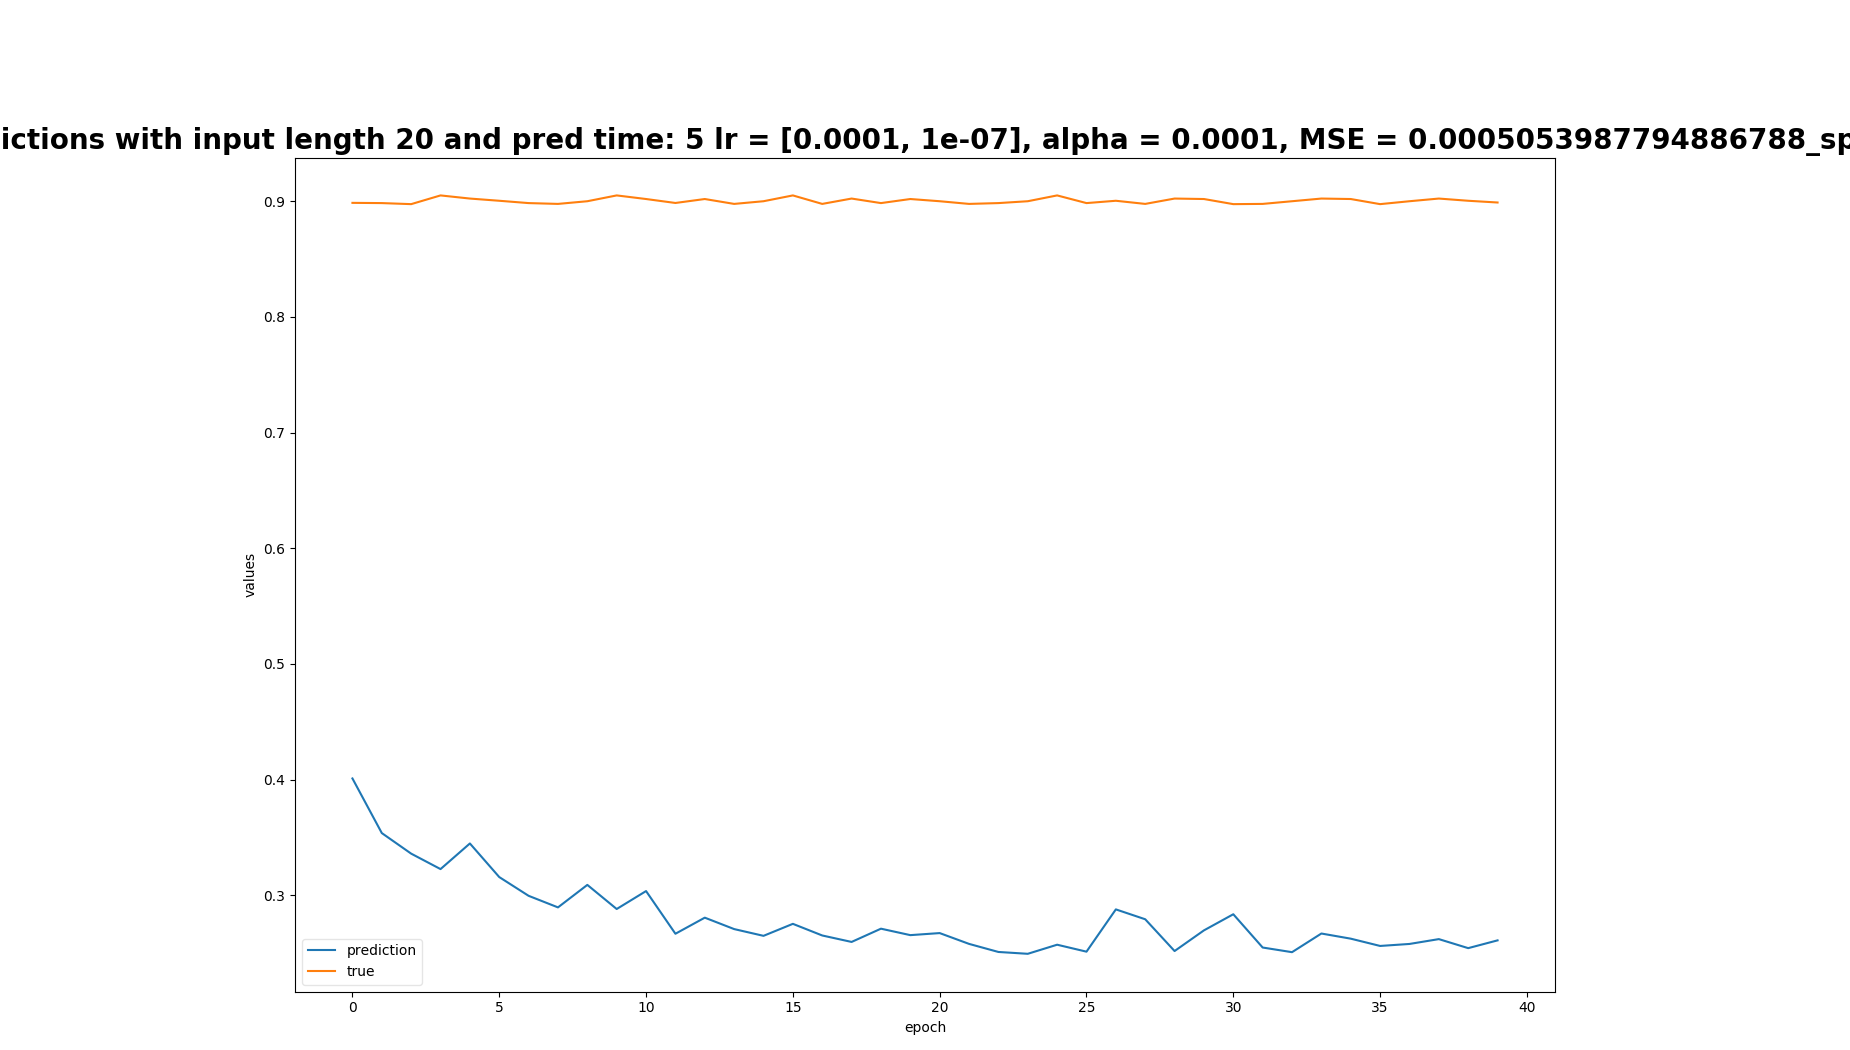 ictions with input length 20 and pred time: 5 lr = [0.0001, 1e-07], alpha = 0.0001, MSE = 0.0005053987794886788_sp
0.9
0.8
0.7
0.6
0.5
0.4
0.3
values
prediction
true
0 5 10 15 20 25 30 35 40
epoch